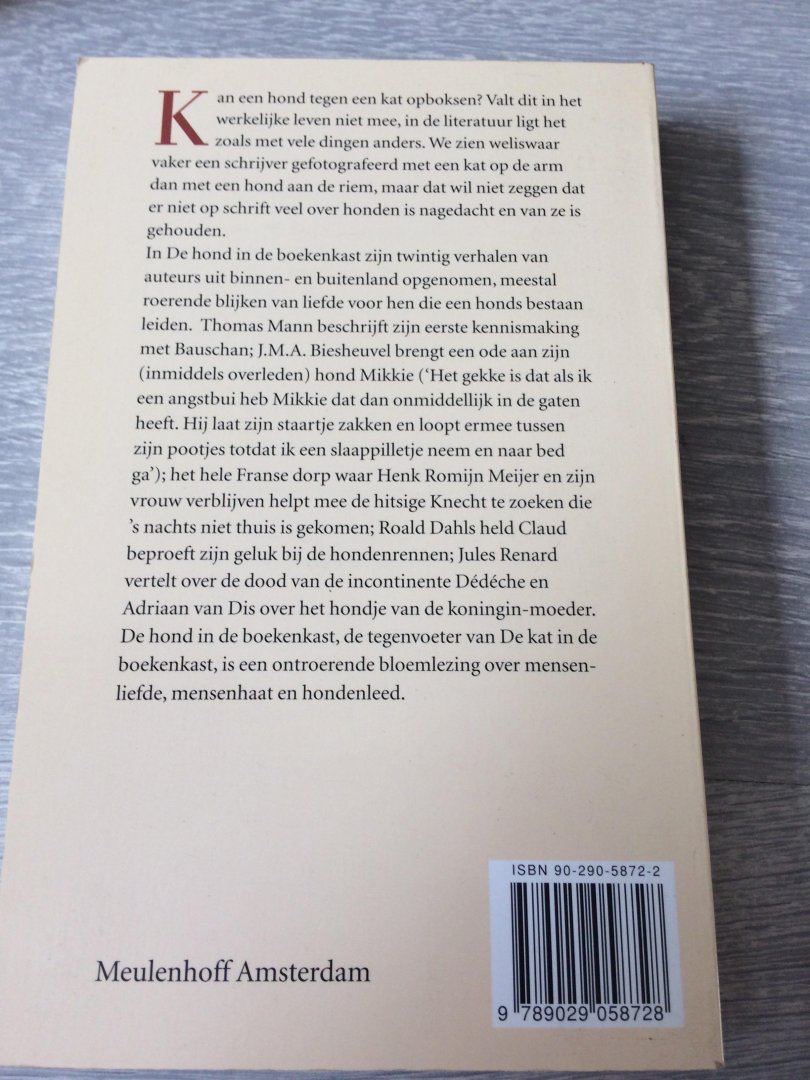 Kan een hond tegen een kat opboksen? Valt dit in het
werkelijke leven niet mee, in de literatuur ligt het
zoals met vele dingen anders. We zien weliswaar
vaker een schrijver gefotografeerd met een kat op de arm
dan met een hond aan de riem, maar dat wil niet zeggen dat
er niet op schrift veel over honden is nagedacht en van ze is
gehouden.
In De hond in de boekenkast zijn twintig verhalen van
auteurs uit binnen- en buitenland opgenomen, meestal
roerende blijken van liefde voor hen die een honds bestaan
leiden. Thomas Mann beschrijft zijn eerste kennismaking
met Bauschan; J.M.A. Biesheuvel brengt een ode aan zijn
(inmiddels overleden) hond Mikkie (‘Het gekke is dat als ik
een angstbui heb Mikkie dat dan onmiddellijk in de gaten
heeft. Hij laat zijn staartje zakken en loopt ermee tussen
zijn pootjes totdat ik een slaappilletje neem en naar bed
ga’); het hele Franse dorp waar Henk Romijn Meijer en zijn
vrouw verblijven helpt mee de hitsige Knecht te zoeken die
’s nachts niet thuis is gekomen; Roald Dahls held Claud
beproeft zijn geluk bij de hondenrennen; Jules Renard
vertelt over de dood van de incontinente Dédéche en
Adriaan van Dis over het hondje van de koningin-moeder.
De hond in de boekenkast, de tegenvoeter van De kat in de
boekenkast, is een ontroerende bloemlezing over mensen-
liefde, mensenhaat en hondenleed.
ISBN 90-290-5872-2
Meulenhoff Amsterdam
9 789029 058728